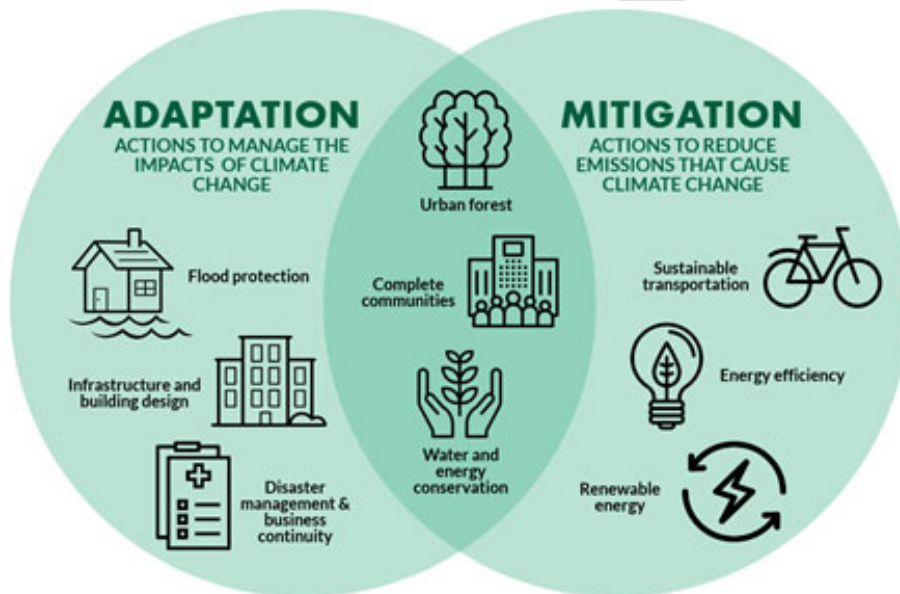 ADAPTATION
ACTIONS TO MANAGE THE
IMPACTS OF CLIMATE
CHANGE
Flood protection
Infrastructure and
building design
Disaster
management &
business
continuity
Urban forest
Complete
communities
Water and
energy
conservation
MITIGATION
ACTIONS TO REDUCE
EMISSIONS THAT CAUSE
CLIMATE CHANGE
Sustainable
transportation
Energy efficiency
Renewable
energy